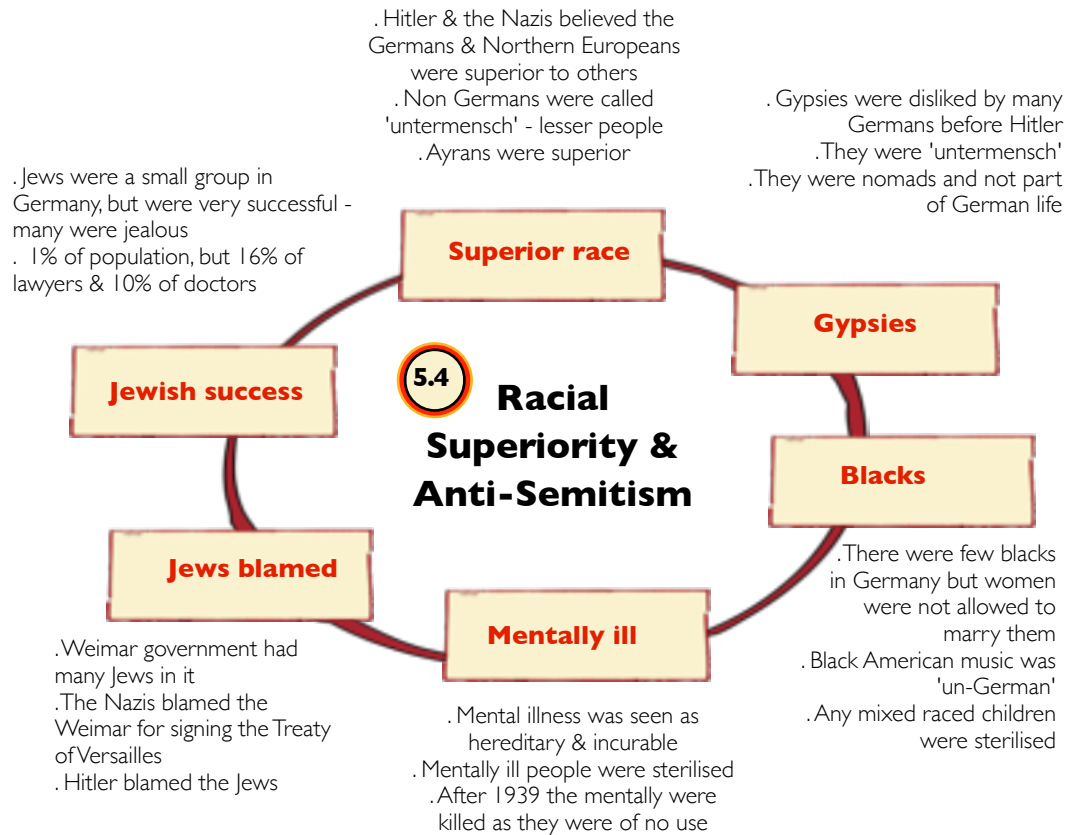 . Hitler & the Nazis believed the
Germans & Northern Europeans
were superior to others
. Non Germans were called
'untermensch' - lesser people
. Ayrans were superior
. Gypsies were disliked by many
Germans before Hitler
. They were 'untermensch'
. They were nomads and not part
of German life
. Jews were a small group in
Germany, but were very successful -
many were jealous
. 1% of population, but 16% of
lawyers & 10% of doctors
Superior race
Gypsies
Jewish success
5.4
Racial
Superiority &
Anti-Semitism
Blacks
Jews blamed
Mentally ill
. There were few blacks
in Germany but women
were not allowed to
marry them
. Black American music was
'un-German'
. Any mixed raced children
were sterilised
. Weimar government had
many Jews in it
. The Nazis blamed the
Weimar for signing the Treaty
of Versailles
. Hitler blamed the Jews
. Mental illness was seen as
hereditary & incurable
. Mentally ill people were sterilised
. After 1939 the mentally were
killed as they were of no use